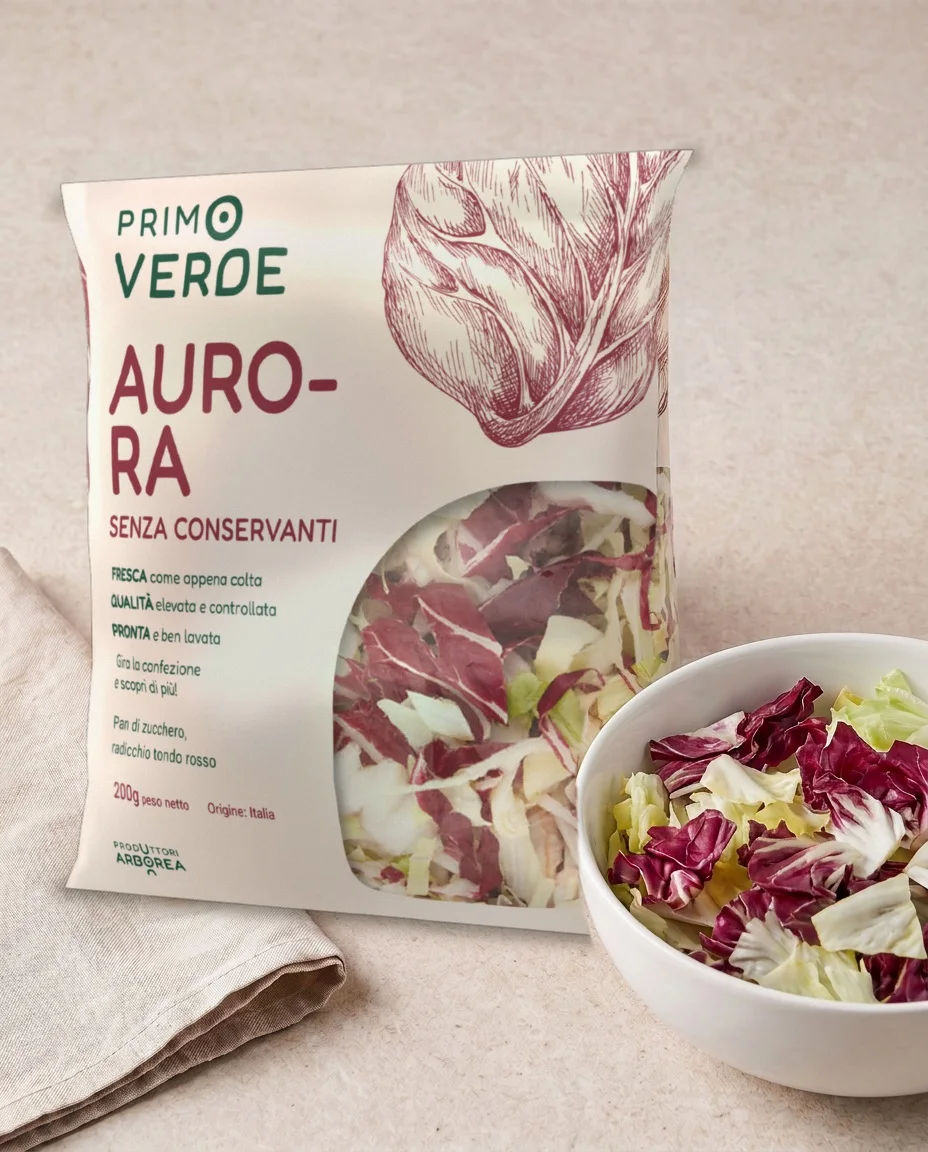 PRIMO
VERDE
AURO-
RA
SENZA CONSERVANTI
FRESCA come appena colta
QUALITÀ elevata e controllata
PRONTA e ben lavata
Gira la confezione
e scopri di più!
Pan di zucchero,
radicchio tondo rosso
200g peso netto Origine: Italia
PRODUTTORI
ARBOREA